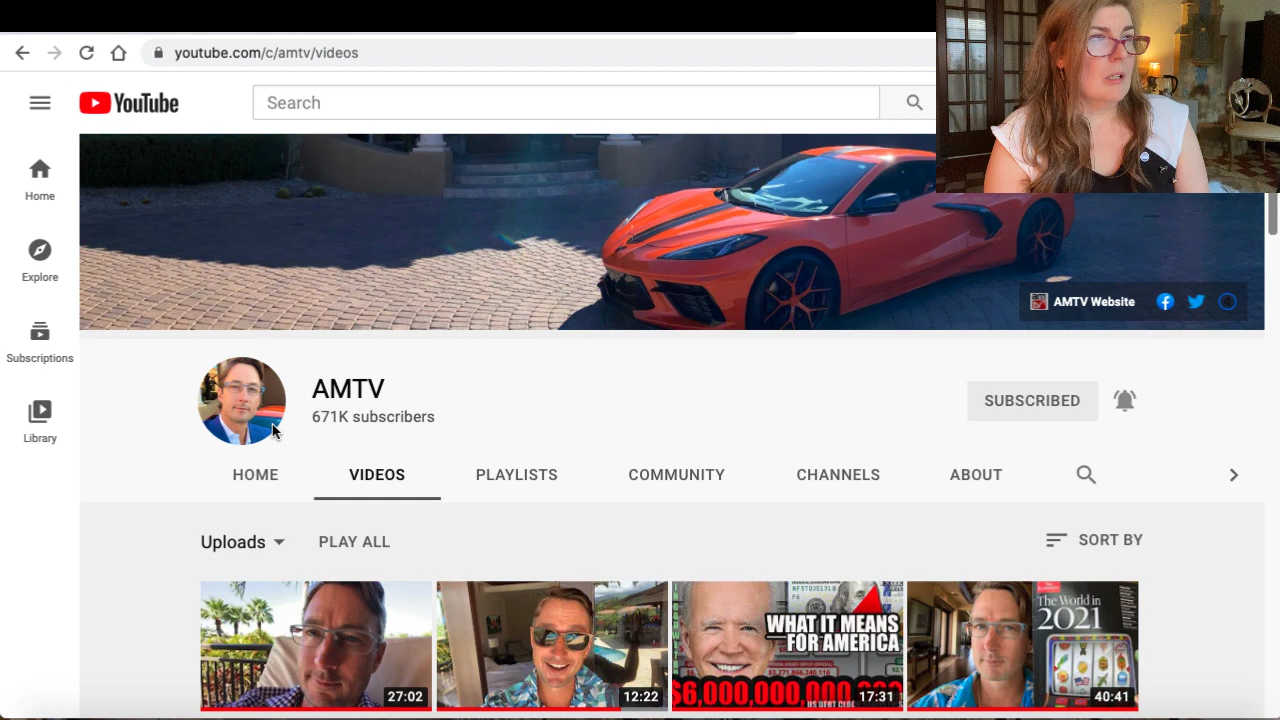 youtube.com/c/amtv/videos
YouTube
Search
Home
Explore
Subscriptions
Library
AMTV Website
AMTV
671K subscribers
SUBSCRIBED
HOME
VIDEOS
PLAYLISTS
COMMUNITY
CHANNELS
ABOUT
Uploads
PLAY ALL
SORT BY
27:02
12:22
WHAT IT MEANS
FOR AMERICA
17:31
The World in
2021
40:41